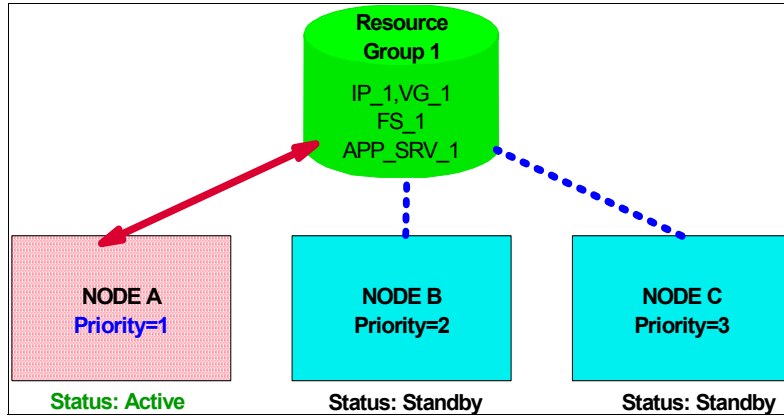 Resource
Group 1
IP_1,VG_1
FS_1
APP_SRV_1
NODE A
Priority=1
NODE B
Priority=2
NODE C
Priority=3
Status: Active
Status: Standby
Status: Standby